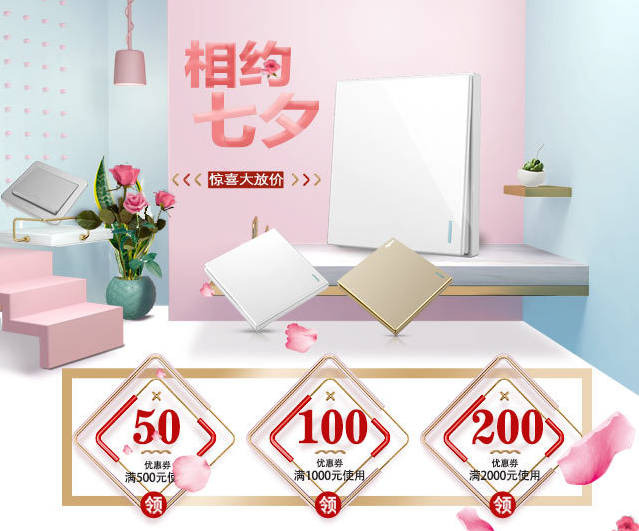 相约
七夕
惊喜大放价
50
优惠券
满500元使
领
100
优惠券
满1000元使用
领
200
优惠券
满2000元使用
领